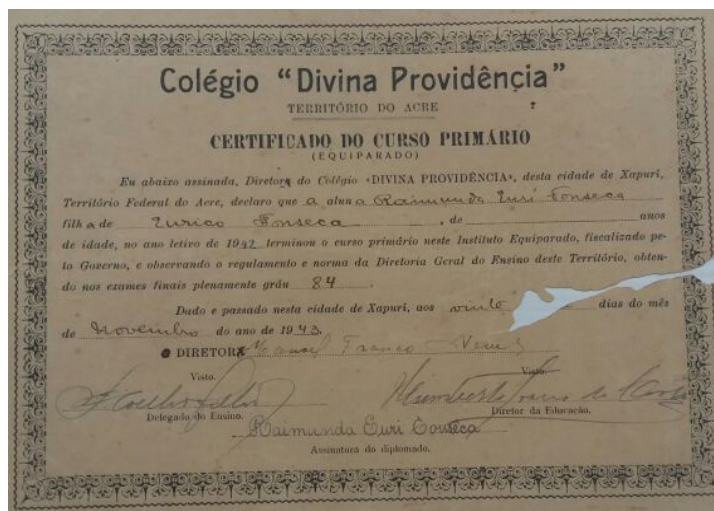 Colégio “Divina Providência”
TERRITÓRIO DO ACRE
CERTIFICADO DO CURSO PRIMÁRIO
(EQUIPARADO)
Eu abaixo assinada, Diretora do Colégio «DIVINA PROVIDÊNCIA», desta cidade de Xapuri,
Território Federal do Acre, declaro que a aluna Raimunda Euri Fonseca
filha de Eurico Fonseca, de anos
de idade, no ano letivo de 1942 terminou o curso primário neste Instituto Equiparado, fiscalizado pe-
lo Governo, e observando o regulamento e norma da Diretoria Geral do Ensino deste Território, obten-
do nos exames finais plenamente gráu 84.
Dado e passado nesta cidade de Xapuri, aos vinte dias do mês
de Novembro do ano de 1943.
O DIRETOR Franco
Visto. Visto.
Delegado do Ensino. Diretor da Educação.
Raimunda Euri Fonseca
Assinatura do diplomado.